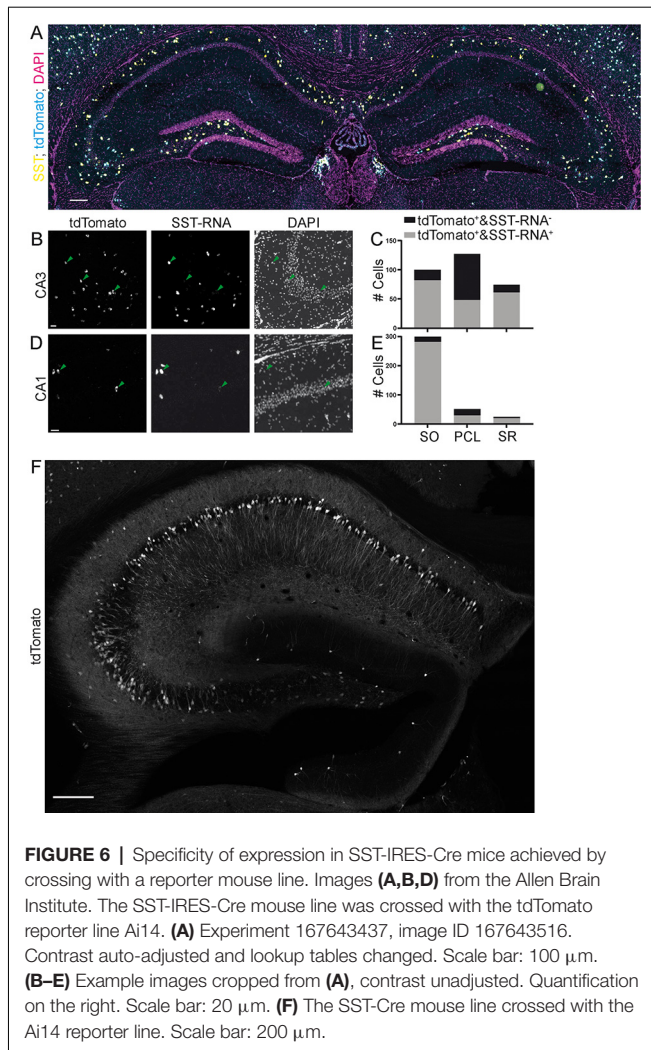 A
SST; tdTomato; DAPI
tdTomato SST-RNA DAPI
tdTomato⁺&SST-RNA⁻
tdTomato⁺&SST-RNA⁺
B
CA3
C
# Cells
100
50
0
D
CA1
E
# Cells
300
150
0
SO PCL SR
F
tdTomato
FIGURE 6 | Specificity of expression in SST-IRES-Cre mice achieved by
crossing with a reporter mouse line. Images (A,B,D) from the Allen Brain
Institute. The SST-IRES-Cre mouse line was crossed with the tdTomato
reporter line Ai14. (A) Experiment 167643437, image ID 167643516.
Contrast auto-adjusted and lookup tables changed. Scale bar: 100 μm.
(B–E) Example images cropped from (A), contrast unadjusted. Quantification
on the right. Scale bar: 20 μm. (F) The SST-Cre mouse line crossed with the
Ai14 reporter line. Scale bar: 200 μm.